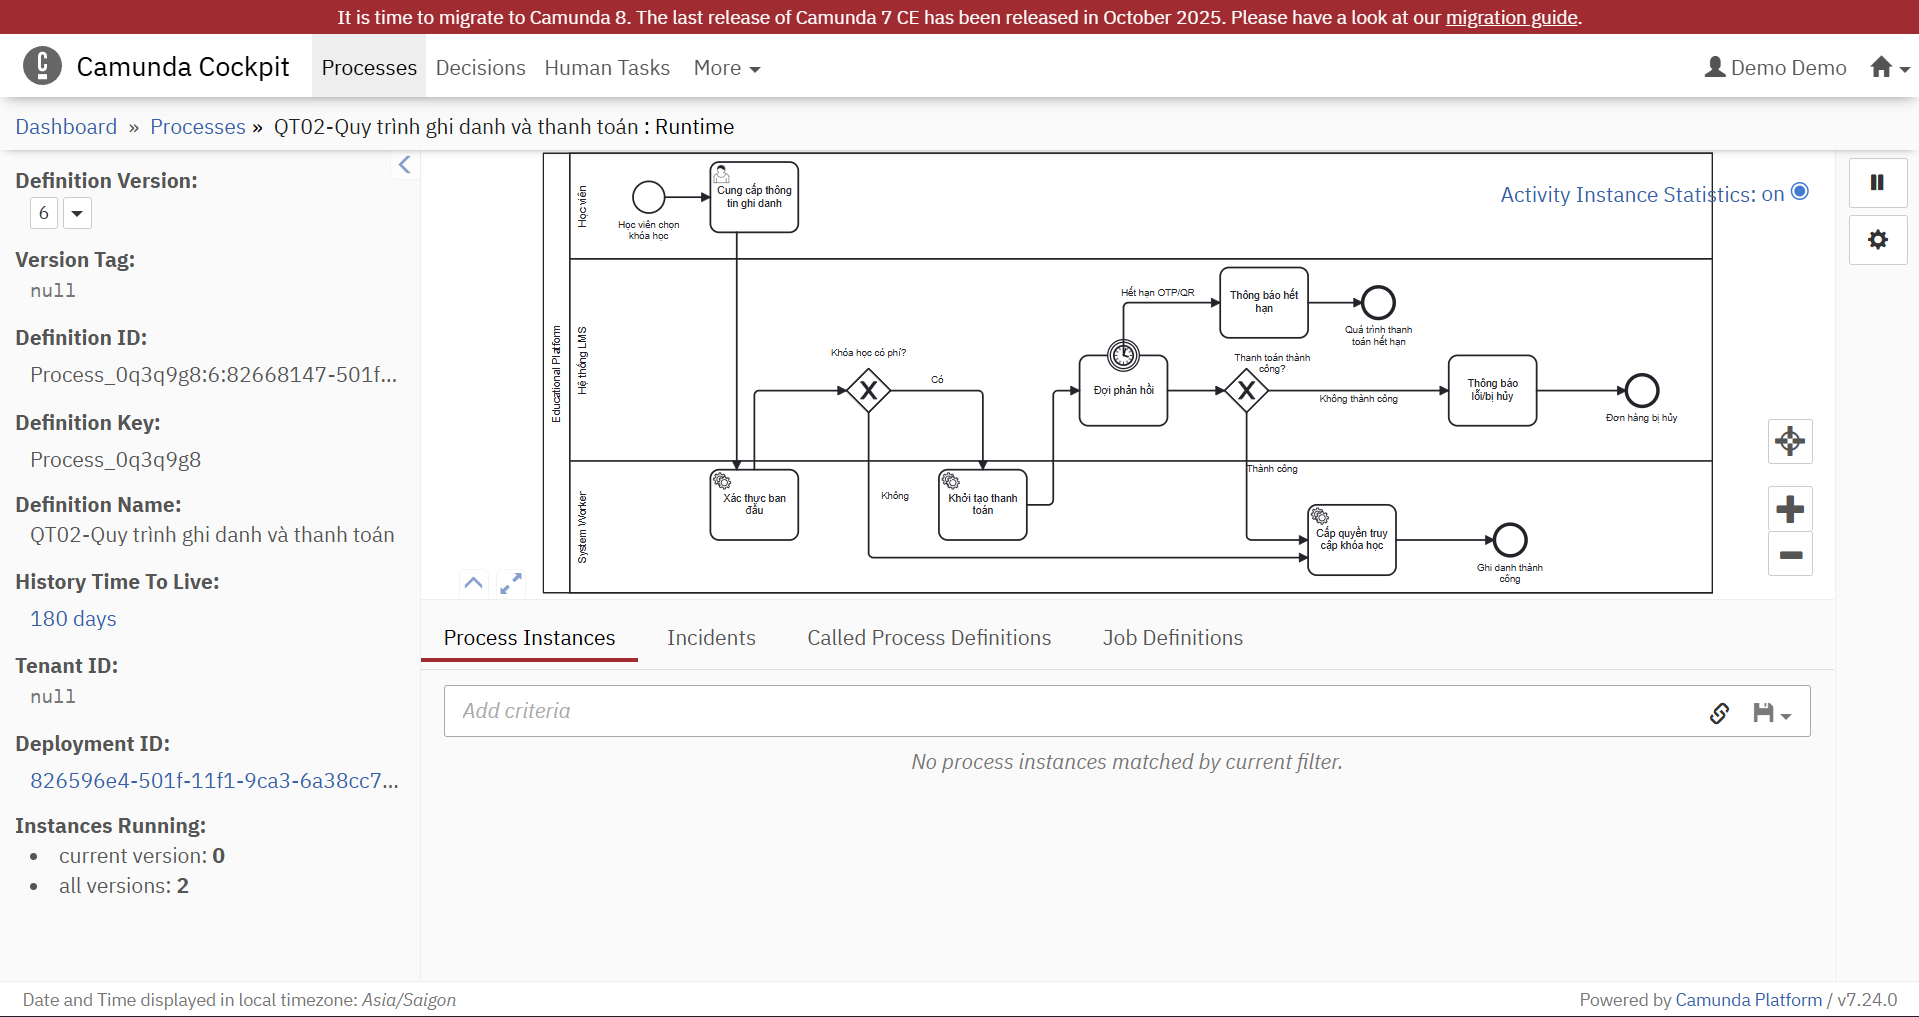 It is time to migrate to Camunda 8. The last release of Camunda 7 CE has been released in October 2025. Please have a look at our migration guide.
Camunda Cockpit
Processes
Decisions
Human Tasks
More
Demo Demo
Dashboard » Processes » QT02-Quy trình ghi danh và thanh toán : Runtime
Definition Version:
6
Version Tag:
null
Definition ID:
Process_0q3q9g8:6:82668147-501f...
Definition Key:
Process_0q3q9g8
Definition Name:
QT02-Quy trình ghi danh và thanh toán
History Time To Live:
180 days
Tenant ID:
null
Deployment ID:
826596e4-501f-11f1-9ca3-6a38cc7...
Instances Running:
current version: 0
all versions: 2
Activity Instance Statistics: on
Educational Platform
Học viên
Học viên chọn
khóa học
Cung cấp thông
tin ghi danh
Hệ thống LMS
Khóa học có phí?
Có
Không
Đợi phản hồi
Hết hạn OTP/QR
Thông báo hết
hạn
Quá trình thanh
toán hết hạn
Thanh toán thành
công?
Không thành công
Thông báo
lỗi/bị hủy
Đơn hàng bị hủy
Thành công
System Worker
Xác thực ban
đầu
Khởi tạo thanh
toán
Cấp quyền truy
cập khóa học
Ghi danh thành
công
Process Instances
Incidents
Called Process Definitions
Job Definitions
Add criteria
No process instances matched by current filter.
Date and Time displayed in local timezone: Asia/Saigon
Powered by Camunda Platform / v7.24.0